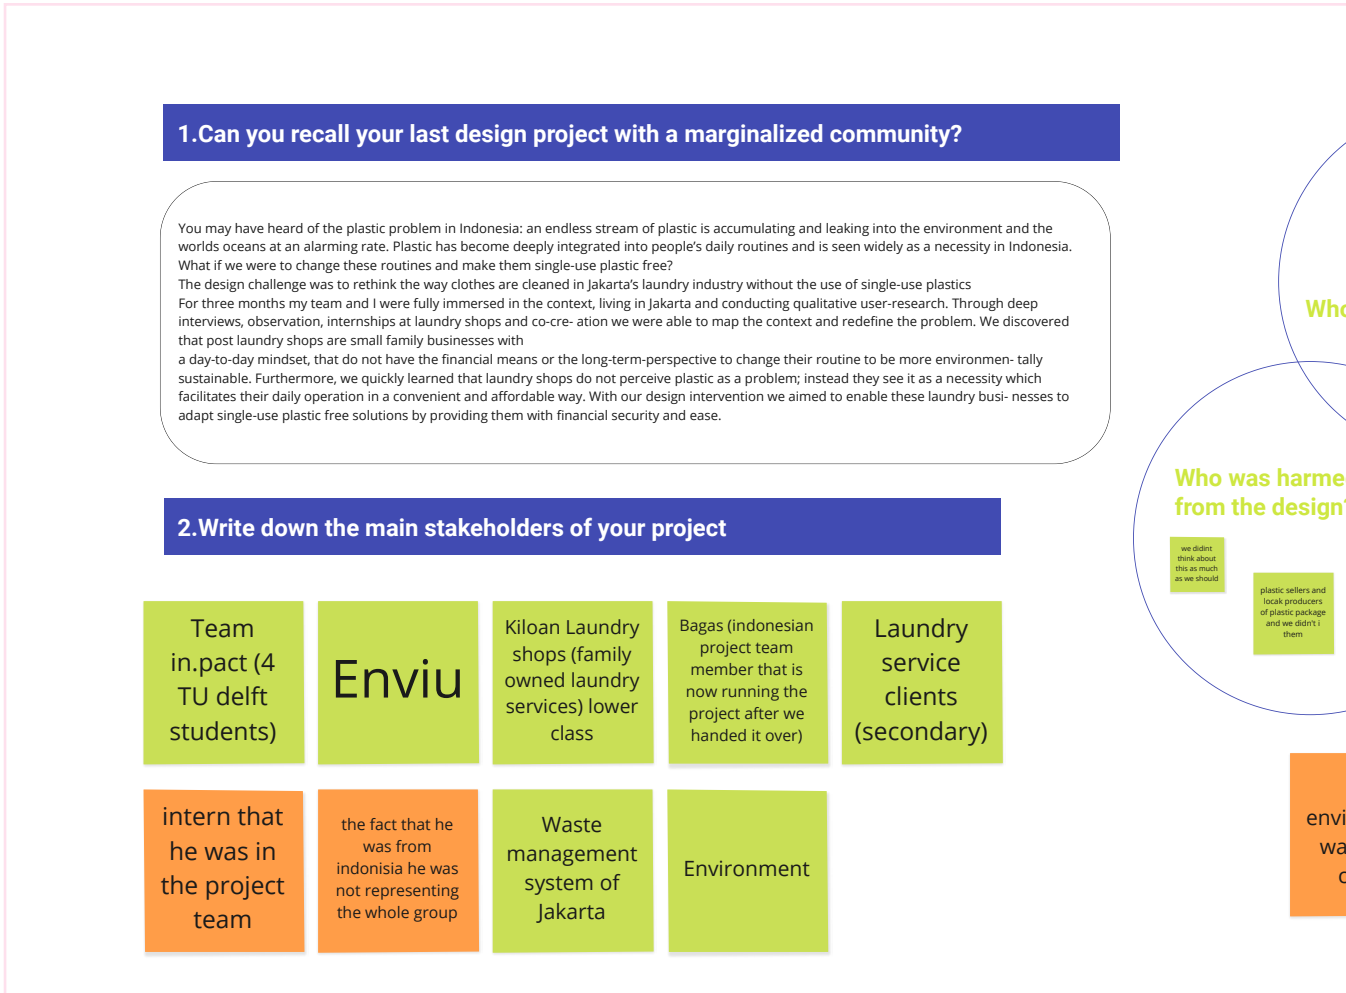 1.Can you recall your last design project with a marginalized community?
You may have heard of the plastic problem in Indonesia: an endless stream of plastic is accumulating and leaking into the environment and the
worlds oceans at an alarming rate. Plastic has become deeply integrated into people's daily routines and is seen widely as a necessity in Indonesia.
What if we were to change these routines and make them single-use plastic free?
The design challenge was to rethink the way clothes are cleaned in Jakarta's laundry industry without the use of single-use plastics
For three months my team and I were fully immersed in the context, living in Jakarta and conducting qualitative user-research. Through deep
interviews, observation, internships at laundry shops and co-cre- ation we were able to map the context and redefine the problem. We discovered
that post laundry shops are small family businesses with
a day-to-day mindset, that do not have the financial means or the long-term-perspective to change their routine to be more environmen- tally
sustainable. Furthermore, we quickly learned that laundry shops do not perceive plastic as a problem; instead they see it as a necessity which
facilitates their daily operation in a convenient and affordable way. With our design intervention we aimed to enable these laundry busi- nesses to
adapt single-use plastic free solutions by providing them with financial security and ease.
2.Write down the main stakeholders of your project
Team
in.pact (4
TU delft
students)
Enviu
Kiloan Laundry
shops (family
owned laundry
services) lower
class
Bagas (indonesian
project team
member that is
now running the
project after we
handed it over)
Laundry
service
clients
(secondary)
intern that
he was in
the project
team
the fact that he
was from
indonisia he was
not representing
the whole group
Waste
management
system of
Jakarta
Environment
Who was harme
from the design?
we didint
think about
this as much
as we should
plastic sellers and
locak producers
of plastic package
and we didn't i
them